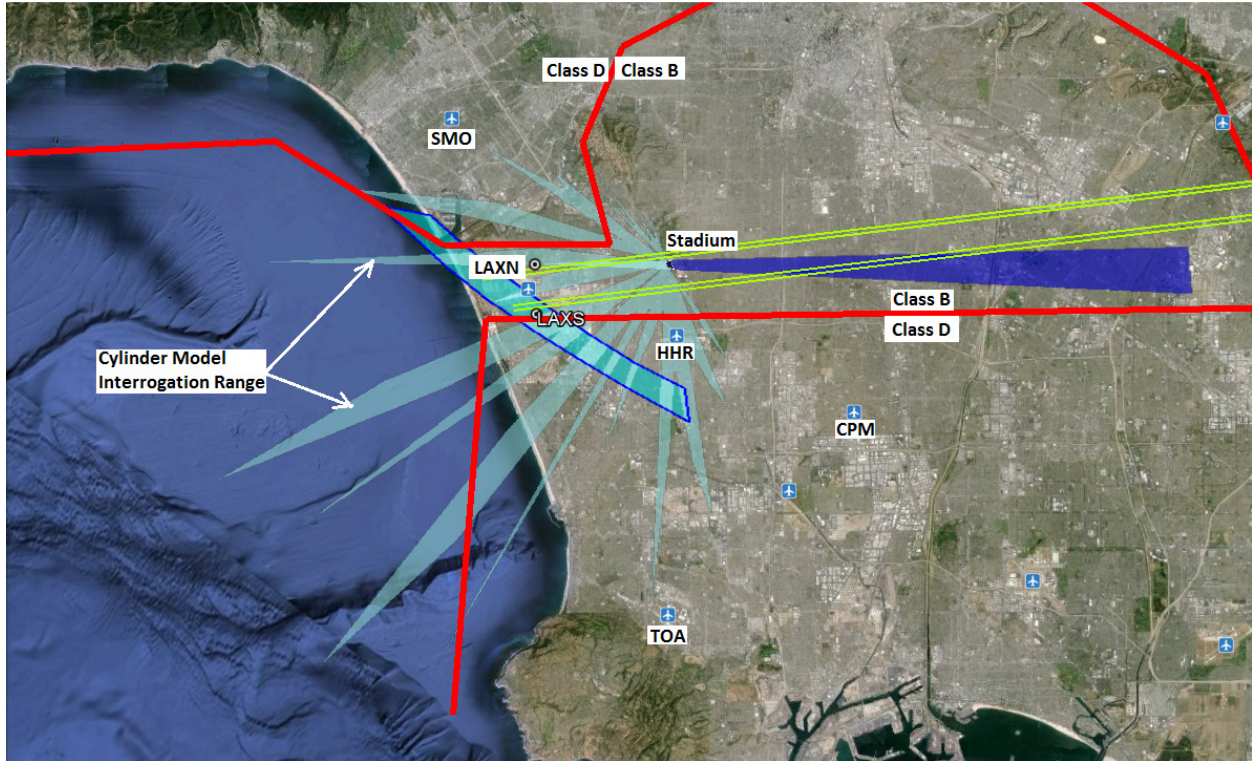 Class D
Class B
SMO
Stadium
LAXN
LAXS
Class B
Class D
HHR
Cylinder Model
Interrogation Range
CPM
TOA